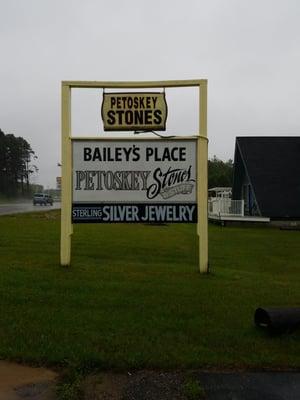 PETOSKEY
STONES
BAILEY'S PLACE
PETOSKEY Stones
STERLING SILVER JEWELRY